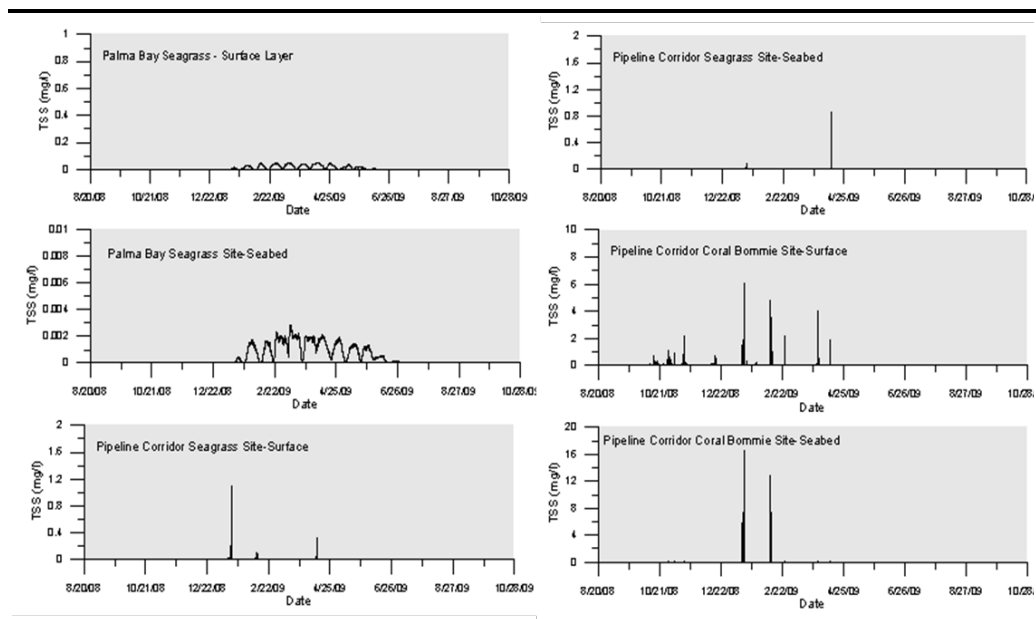 Palma Bay Seagrass - Surface Layer
TSS (mg/l)
1
0.8
0.6
0.4
0.2
0
8/20/08 10/21/08 12/22/08 2/22/09 4/25/09 6/26/09 8/27/09 10/28/09
Date
Pipeline Corridor Seagrass Site-Seabed
TSS (mg/l)
2
1.6
1.2
0.8
0.4
0
8/20/08 10/21/08 12/22/08 2/22/09 4/25/09 6/26/09 8/27/09 10/28/
Date
Palma Bay Seagrass Site-Seabed
TSS (mg/l)
0.01
0.008
0.006
0.004
0.002
0
8/20/08 10/21/08 12/22/08 2/22/09 4/25/09 6/26/09 8/27/09 10/28/09
Date
Pipeline Corridor Coral Bommie Site-Surface
TSS (mg/l)
10
8
6
4
2
0
8/20/08 10/21/08 12/22/08 2/22/09 4/25/09 6/26/09 8/27/09 10/28/
Date
Pipeline Corridor Seagrass Site-Surface
TSS (mg/l)
2
1.6
1.2
0.8
0.4
0
8/20/08 10/21/08 12/22/08 2/22/09 4/25/09 6/26/09 8/27/09 10/28/09
Date
Pipeline Corridor Coral Bommie Site-Seabed
TSS (mg/l)
20
16
12
8
4
0
8/20/08 10/21/08 12/22/08 2/22/09 4/25/09 6/26/09 8/27/09 10/28/
Date